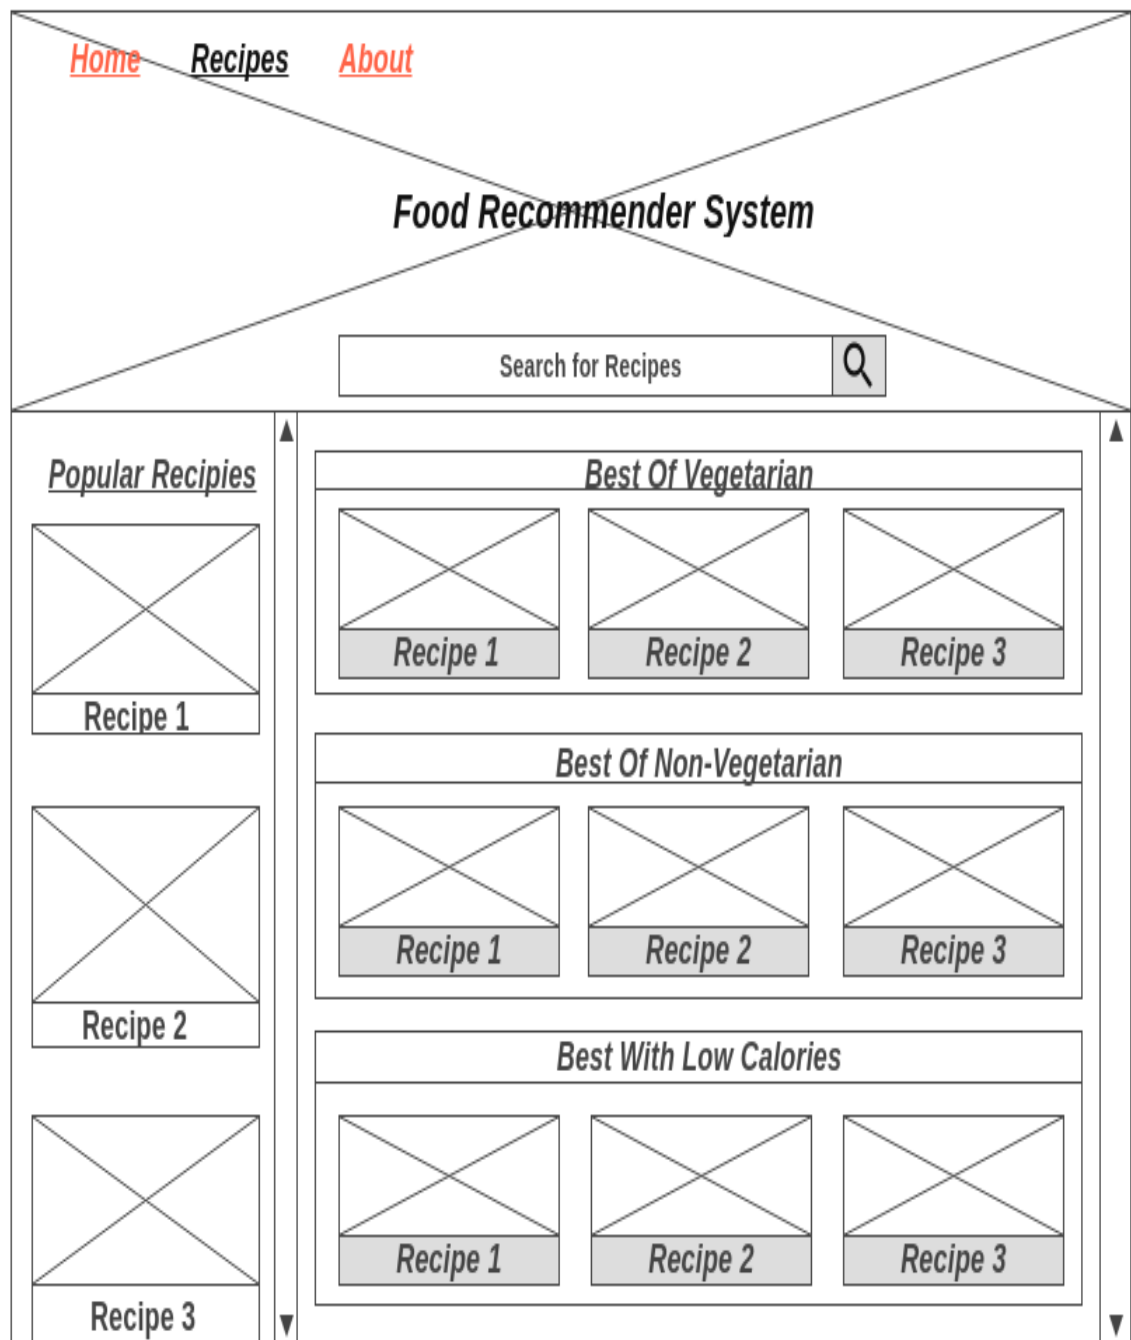 Home Recipes About
Food Recommender System
Search for Recipes
Popular Recipies
Recipe 1
Recipe 2
Recipe 3
Best Of Vegetarian
Recipe 1 Recipe 2 Recipe 3
Best Of Non-Vegetarian
Recipe 1 Recipe 2 Recipe 3
Best With Low Calories
Recipe 1 Recipe 2 Recipe 3